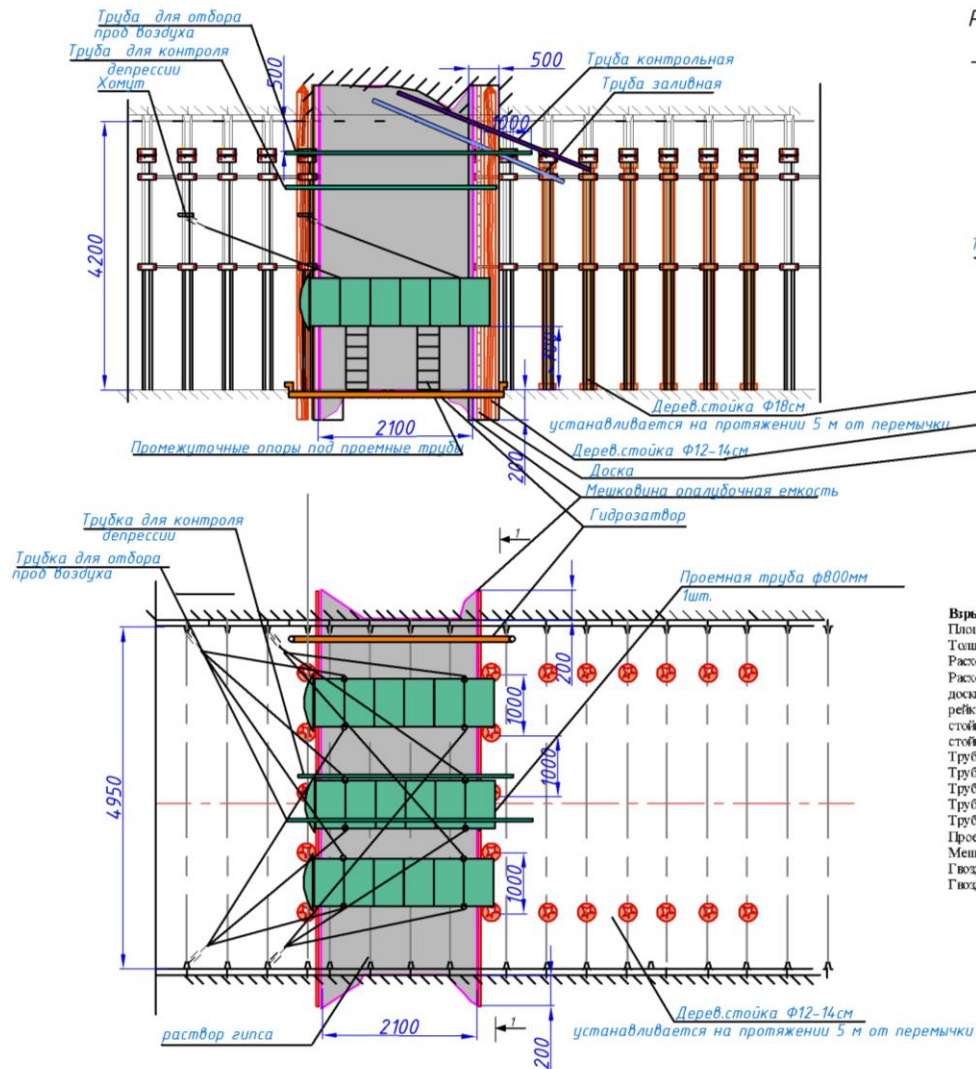 Труба для отбора
проб воздуха
Труба для контроля
депрессии
Хомут
500
500
Труба контрольная
Труба заливная
1000
4200
2100
200
Промежуточные опоры под проемные трубы
Дерев.стойка Ф18см
устанавливается на протяжении 5 м от перемычки
Дерев.стойка Ф12-14см
Доска
Мешковина опалубочная емкость
Гидрозатвор
Трубка для контроля
депрессии
Трубка для отбора
проб воздуха
1
Проемная труба ф800мм
1шт.
200
1000
1000
1000
4950
2100
1
200
раствор гипса
Дерев.стойка Ф12-14см
устанавливается на протяжении 5 м от перемычки